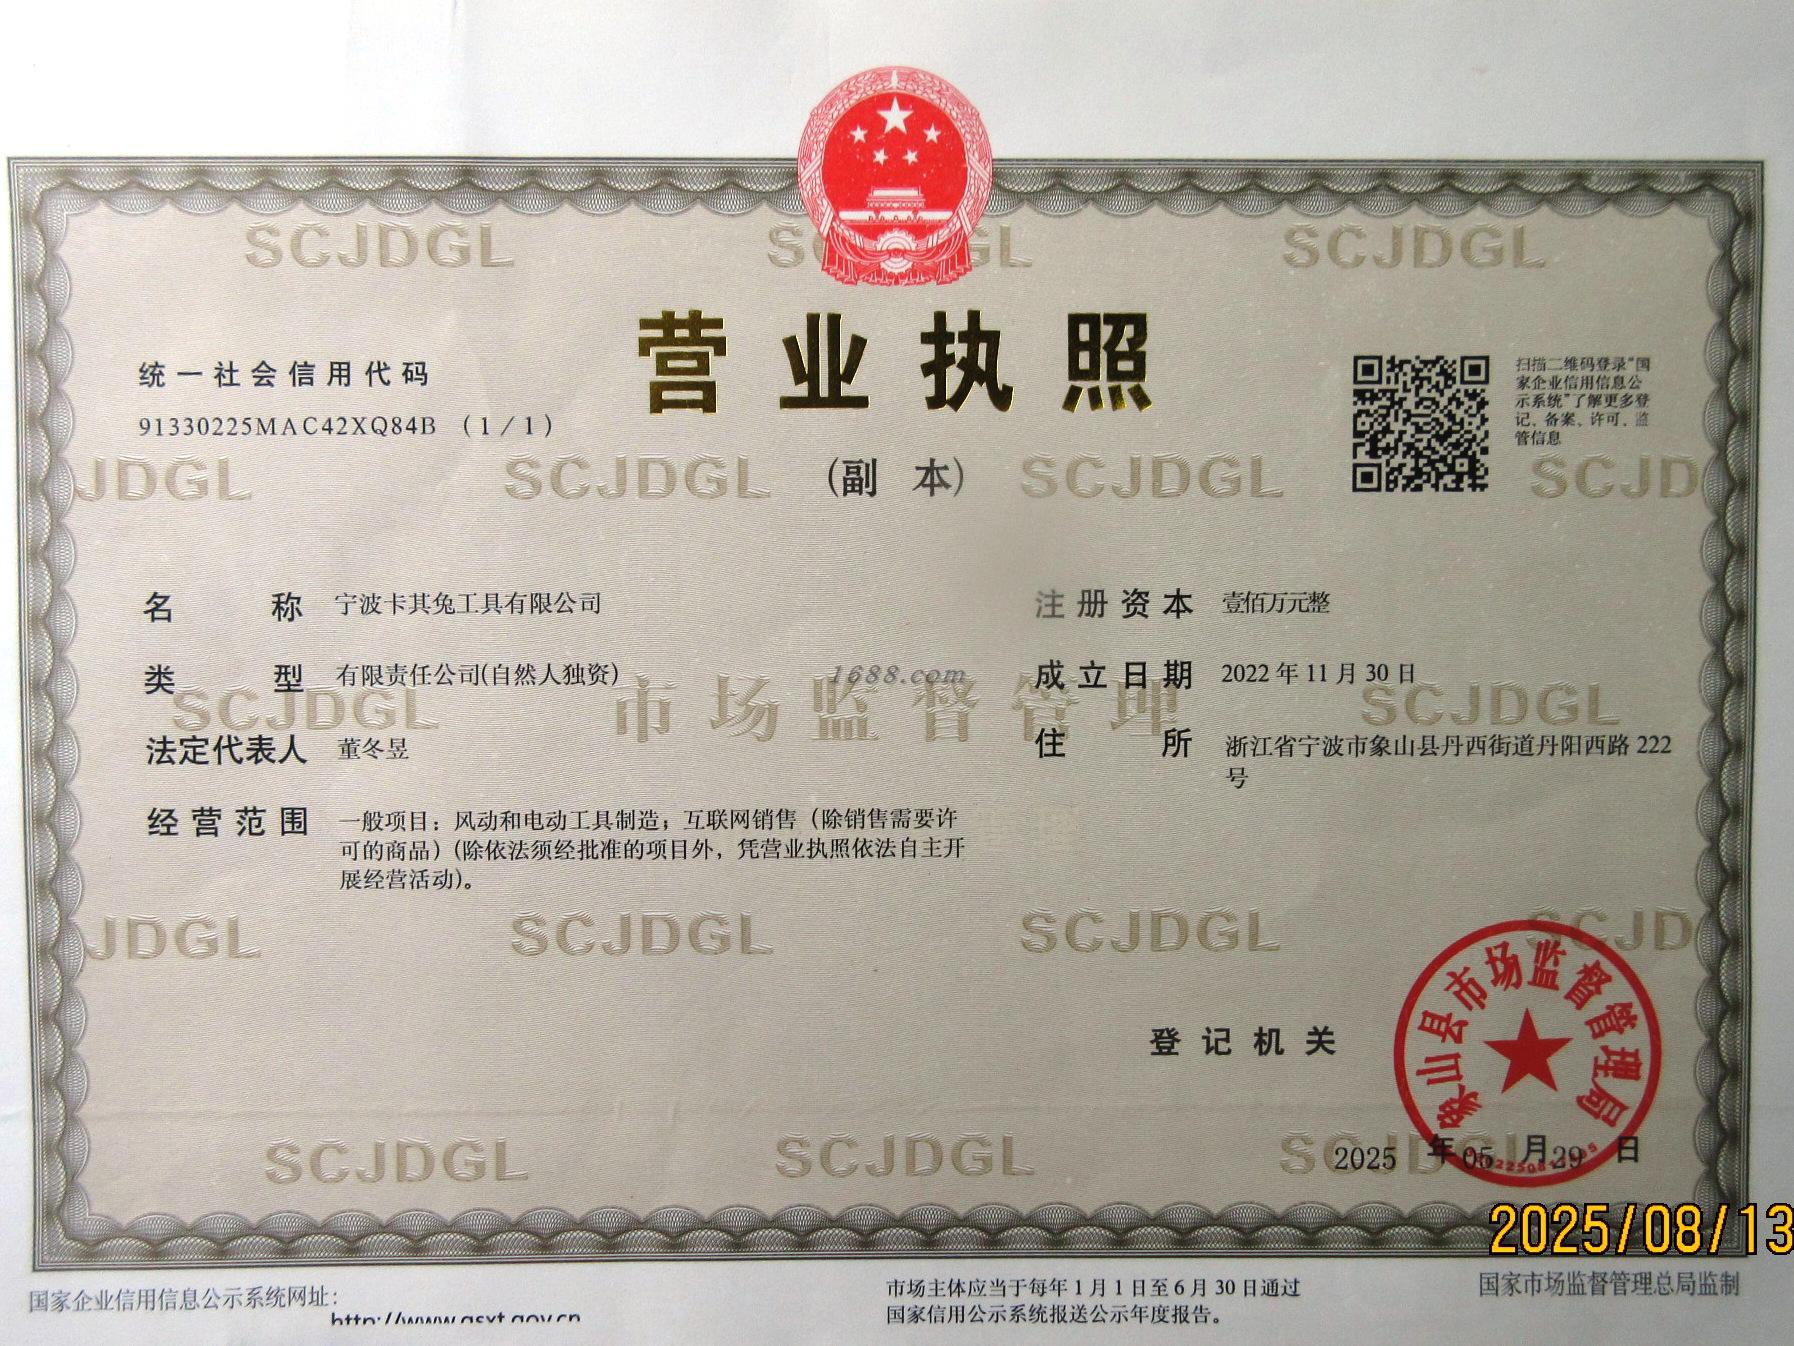 SCJDGL
SCJDGL
营业执照
统一社会信用代码
91330225MAC42XQ84B (1/1)
扫描二维码登录“国
家企业信用信息公
示系统”了解更多登
记、备案、许可、监
管信息
JDGL SCJDGL (副 本) SCJDGL SCJD
名 称 宁波卡其兔工具有限公司
注册资本 壹佰万元整
类 型 有限责任公司(自然人独资)
1688.com
成立日期 2022 年 11 月 30 日
SCJDGL 市场监督管理 SCJDGL
法定代表人 董冬昱
住 所 浙江省宁波市象山县丹西街道丹阳西路 222
号
经营范围 一般项目：风动和电动工具制造；互联网销售（除销售需要许
可的商品）(除依法须经批准的项目外，凭营业执照依法自主开
展经营活动)。
JDGL SCJDGL SCJDGL SCJD
登记机关
象山县市场监督管理局
2025 年 05 月 29 日
SCJDGL SCJDGL
2025/08/13
国家企业信用信息公示系统网址：
http://www.gsxt.gov.cn
市场主体应当于每年 1 月 1 日至 6 月 30 日通过
国家信用公示系统报送公示年度报告。
国家市场监督管理总局监制